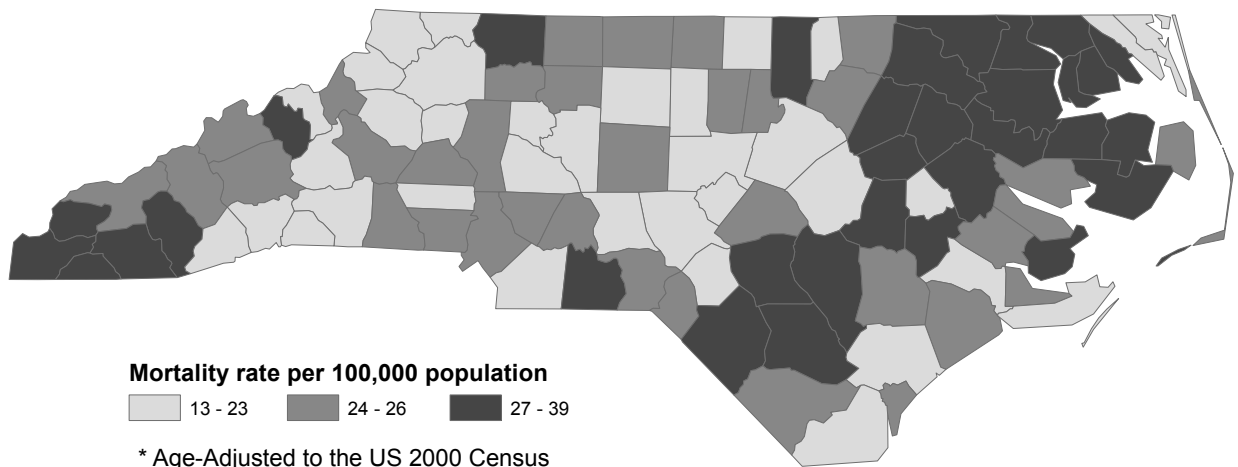 Mortality rate per 100,000 population
13 - 23 24 - 26 27 - 39
* Age-Adjusted to the US 2000 Census